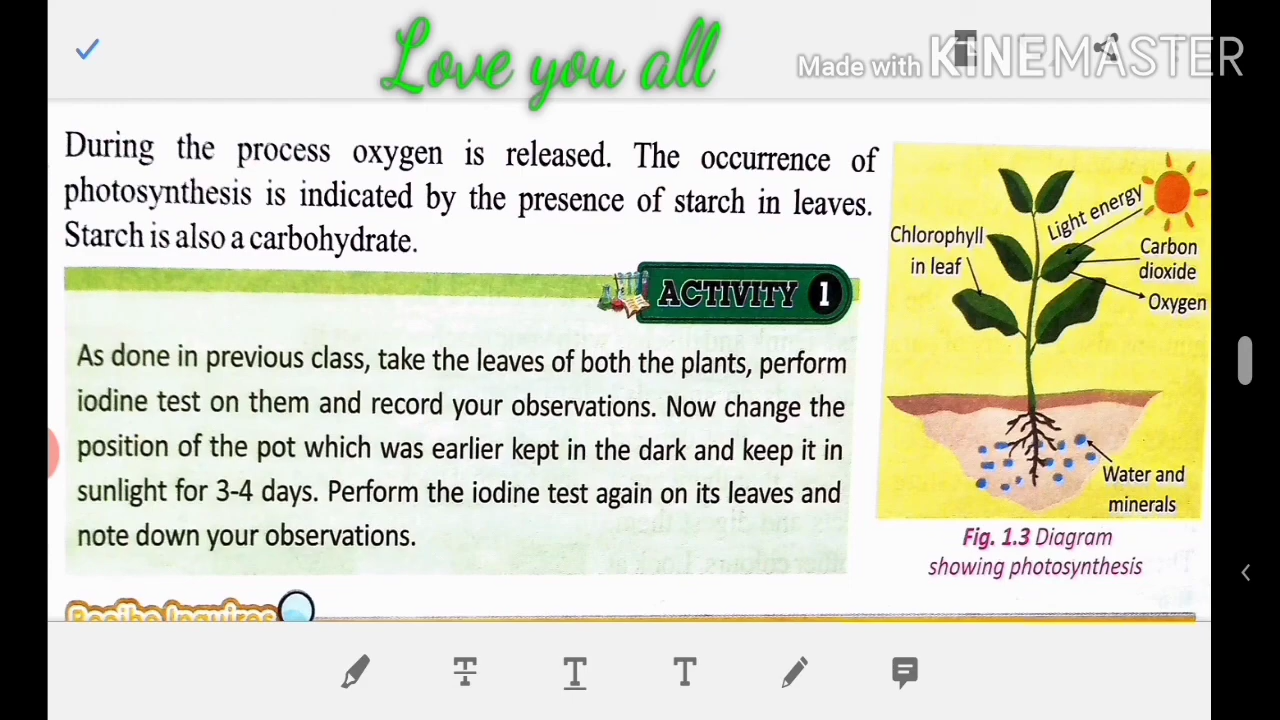 Love you all
Made with KINEMASTER
During the process oxygen is released. The occurrence of
photosynthesis is indicated by the presence of starch in leaves.
Starch is also a carbohydrate.
ACTIVITY 1
As done in previous class, take the leaves of both the plants, perform
iodine test on them and record your observations. Now change the
position of the pot which was earlier kept in the dark and keep it in
sunlight for 3-4 days. Perform the iodine test again on its leaves and
note down your observations.
Light energy
Chlorophyll
in leaf
Carbon
dioxide
Oxygen
Water and
minerals
Fig. 1.3 Diagram
showing photosynthesis